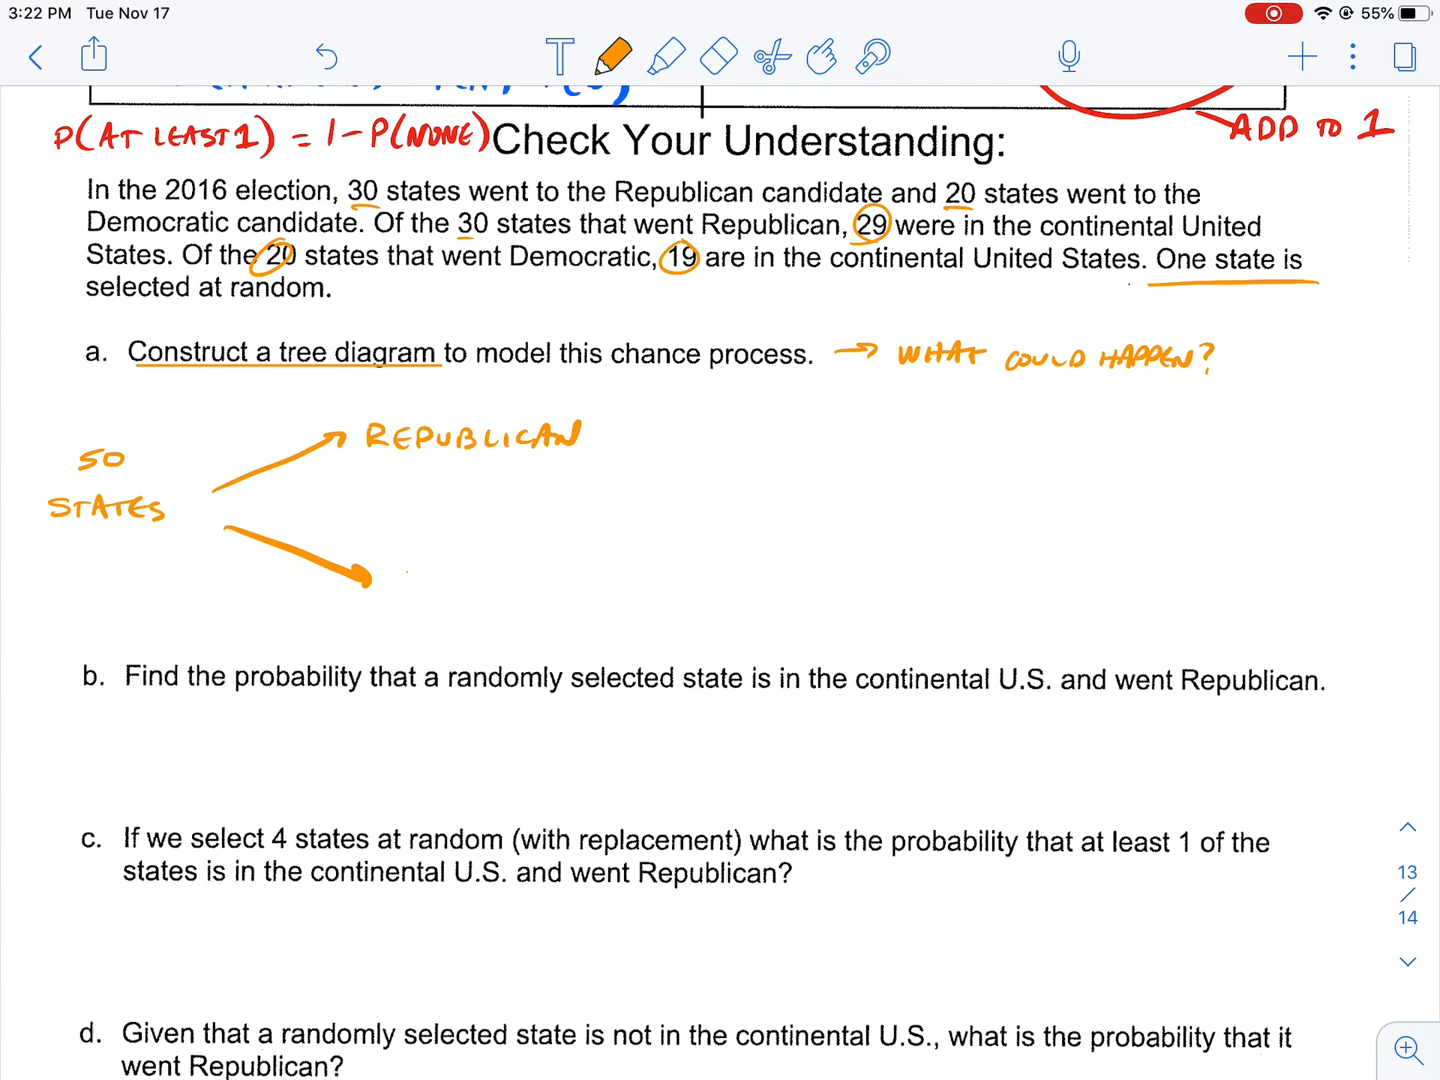 3:22 PM Tue Nov 17
55%
P(AT LEAST 1) = 1 - P(NONE)
Check Your Understanding:
ADD TO 1
In the 2016 election, 30 states went to the Republican candidate and 20 states went to the
Democratic candidate. Of the 30 states that went Republican, 29 were in the continental United
States. Of the 20 states that went Democratic, 19 are in the continental United States. One state is
selected at random.
a. Construct a tree diagram to model this chance process. → WHAT COULD HAPPEN?
REPUBLICAN
50
STATES
b. Find the probability that a randomly selected state is in the continental U.S. and went Republican.
c. If we select 4 states at random (with replacement) what is the probability that at least 1 of the
states is in the continental U.S. and went Republican?
13
/
14
d. Given that a randomly selected state is not in the continental U.S., what is the probability that it
went Republican?